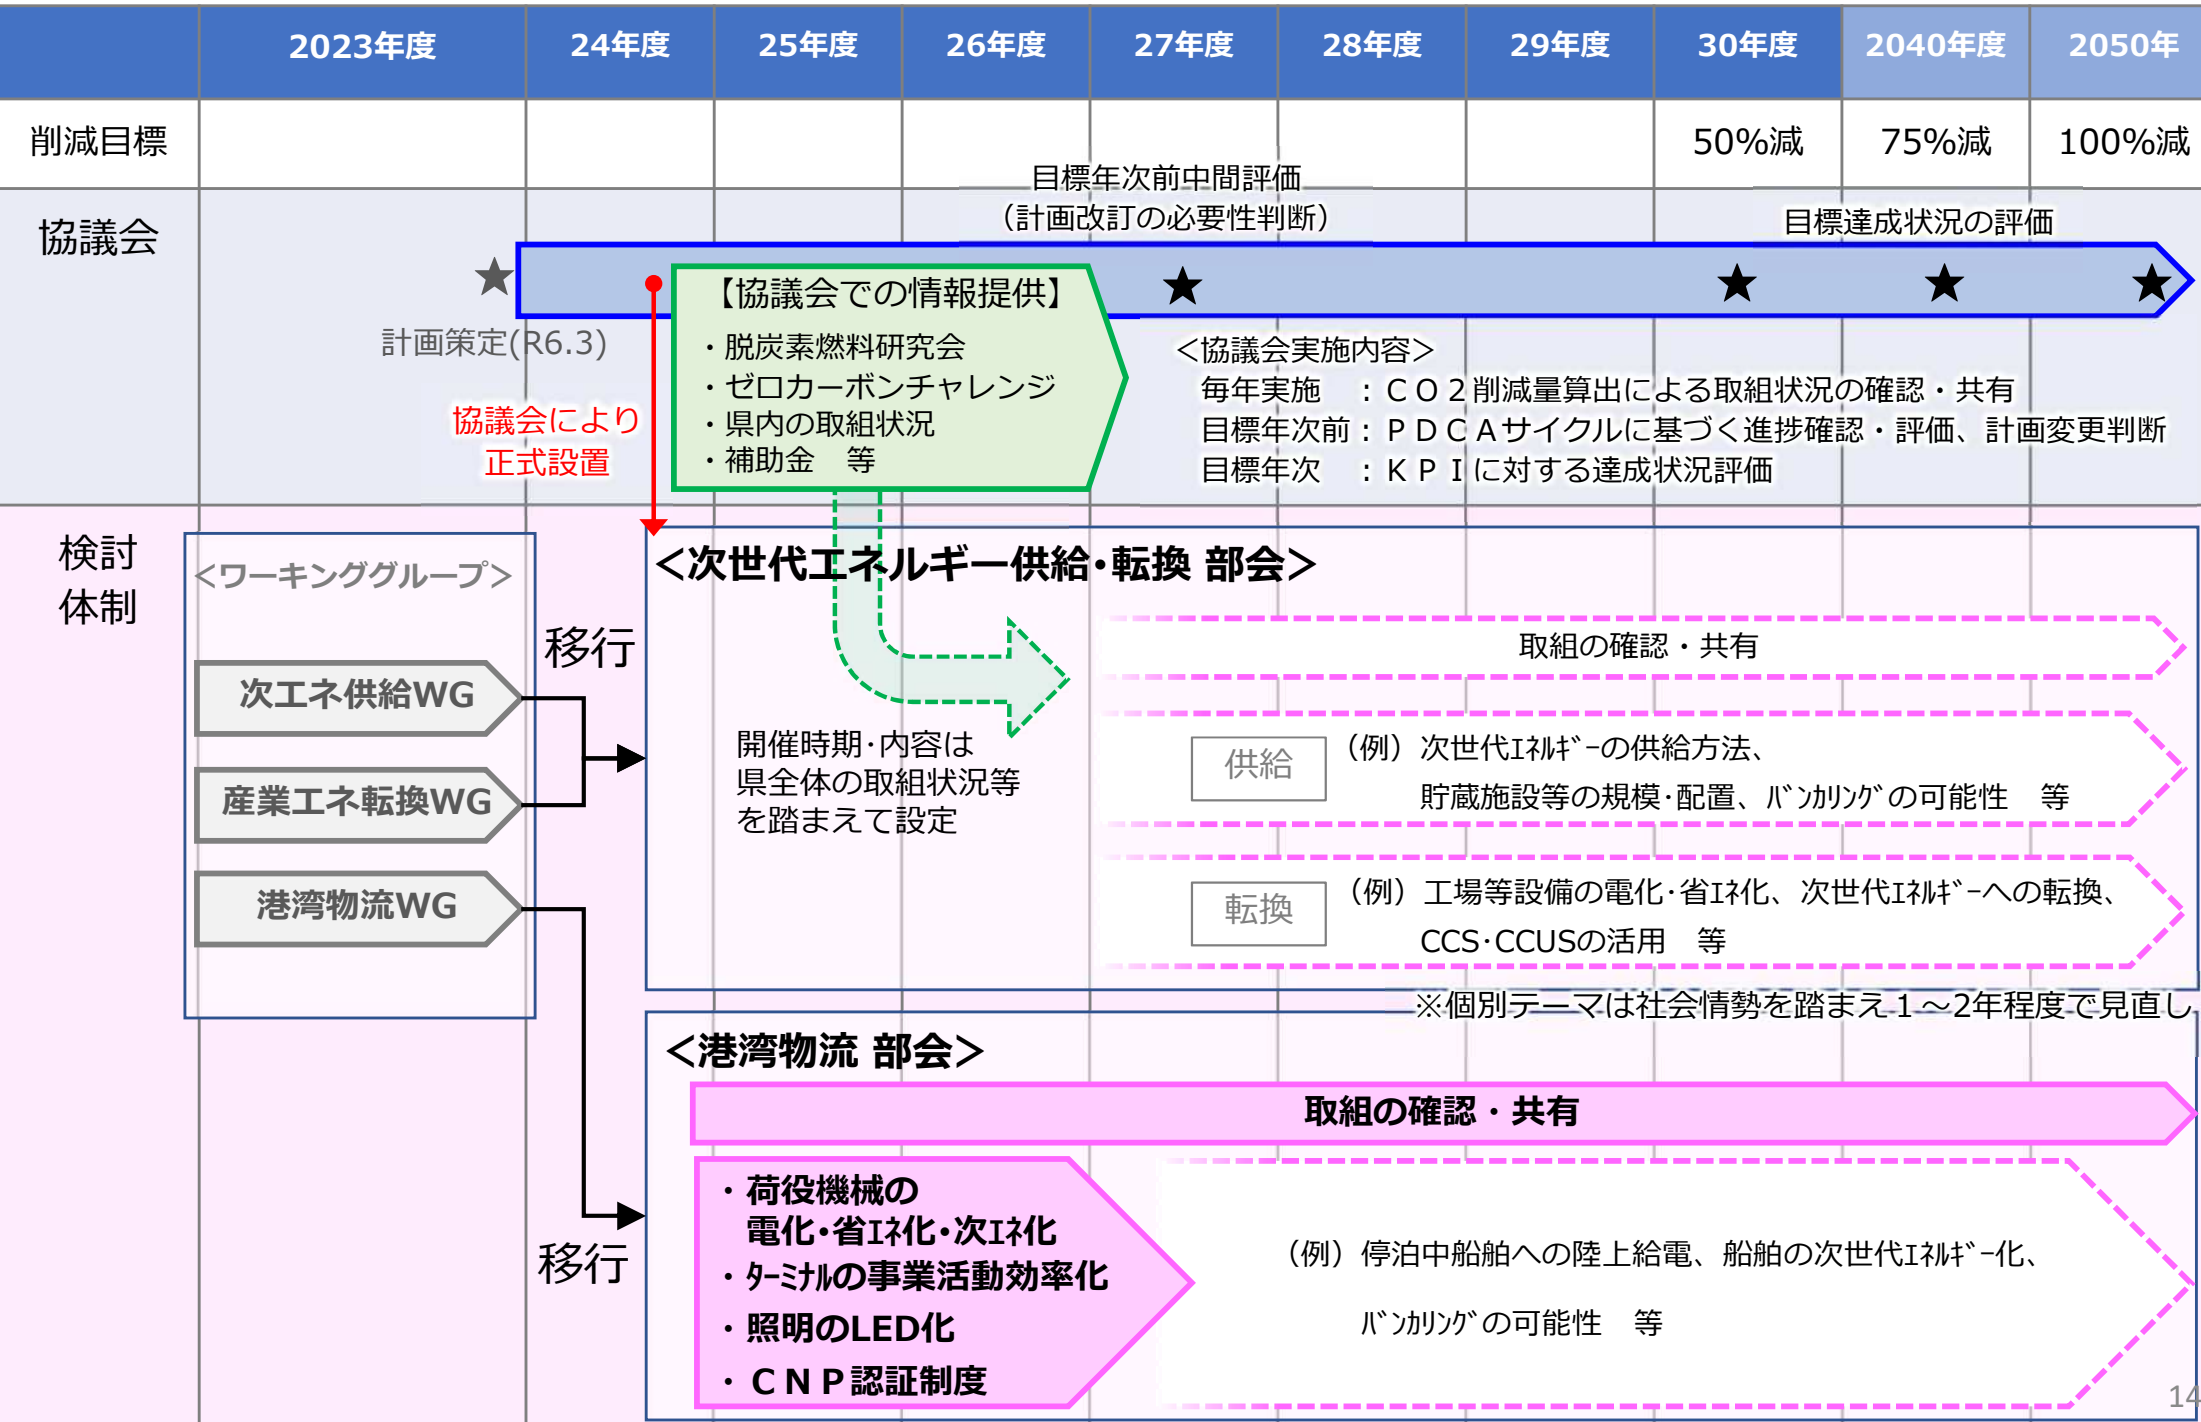 2023年度 24年度 25年度 26年度 27年度 28年度 29年度 30年度 2040年度 2050年
削減目標 50%減 75%減 100%減
協議会
目標年次前中間評価
（計画改訂の必要性判断）
目標達成状況の評価
計画策定(R6.3)
協議会により
正式設置
【協議会での情報提供】
・脱炭素燃料研究会
・ゼロカーボンチャレンジ
・県内の取組状況
・補助金　等
＜協議会実施内容＞
毎年実施　：ＣＯ２削減量算出による取組状況の確認・共有
目標年次前：ＰＤＣＡサイクルに基づく進捗確認・評価、計画変更判断
目標年次　：ＫＰＩに対する達成状況評価
検討
体制
＜ワーキンググループ＞
次エネ供給WG
産業エネ転換WG
港湾物流WG
移行
移行
＜次世代エネルギー供給･転換 部会＞
取組の確認・共有
開催時期･内容は
県全体の取組状況等
を踏まえて設定
供給
（例）次世代ｴﾈﾙｷﾞｰの供給方法、
貯蔵施設等の規模･配置、ﾊﾞﾝｶﾘﾝｸﾞの可能性　等
転換
（例）工場等設備の電化･省ｴﾈ化、次世代ｴﾈﾙｷﾞｰへの転換、
CCS･CCUSの活用　等
※個別テーマは社会情勢を踏まえ１～2年程度で見直し
＜港湾物流 部会＞
取組の確認・共有
・荷役機械の
電化･省ｴﾈ化･次ｴﾈ化
・ﾀｰﾐﾅﾙの事業活動効率化
・照明のLED化
・ＣＮＰ認証制度
（例）停泊中船舶への陸上給電、船舶の次世代ｴﾈﾙｷﾞｰ化、
ﾊﾞﾝｶﾘﾝｸﾞの可能性　等
14